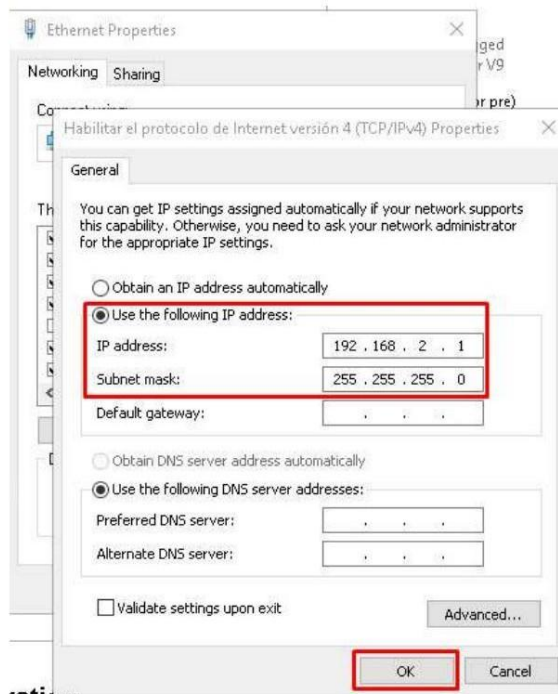 Ethernet Properties
Networking Sharing
Habilitar el protocolo de Internet versión 4 (TCP/IPv4) Properties
General
You can get IP settings assigned automatically if your network supports
this capability. Otherwise, you need to ask your network administrator
for the appropriate IP settings.
Obtain an IP address automatically
Use the following IP address:
IP address: 192 . 168 . 2 . 1
Subnet mask: 255 . 255 . 255 . 0
Default gateway: . . .
Obtain DNS server address automatically
Use the following DNS server addresses:
Preferred DNS server: . . .
Alternate DNS server: . . .
Validate settings upon exit
Advanced...
OK Cancel